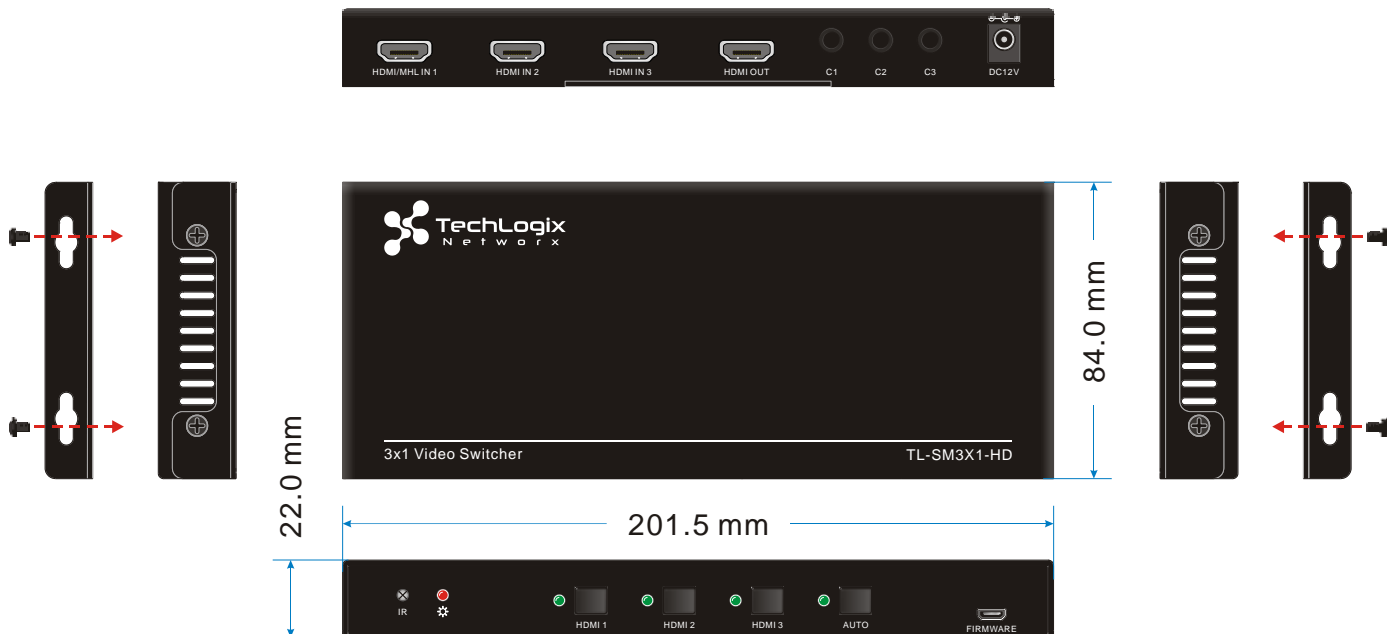 HDMI/MHL IN 1
HDMI IN 2
HDMI IN 3
HDMI OUT
C1
C2
C3
DC12V
TechLogix
Networx
84.0 mm
3x1 Video Switcher
TL-SM3X1-HD
22.0 mm
201.5 mm
IR
HDMI 1
HDMI 2
HDMI 3
AUTO
FIRMWARE